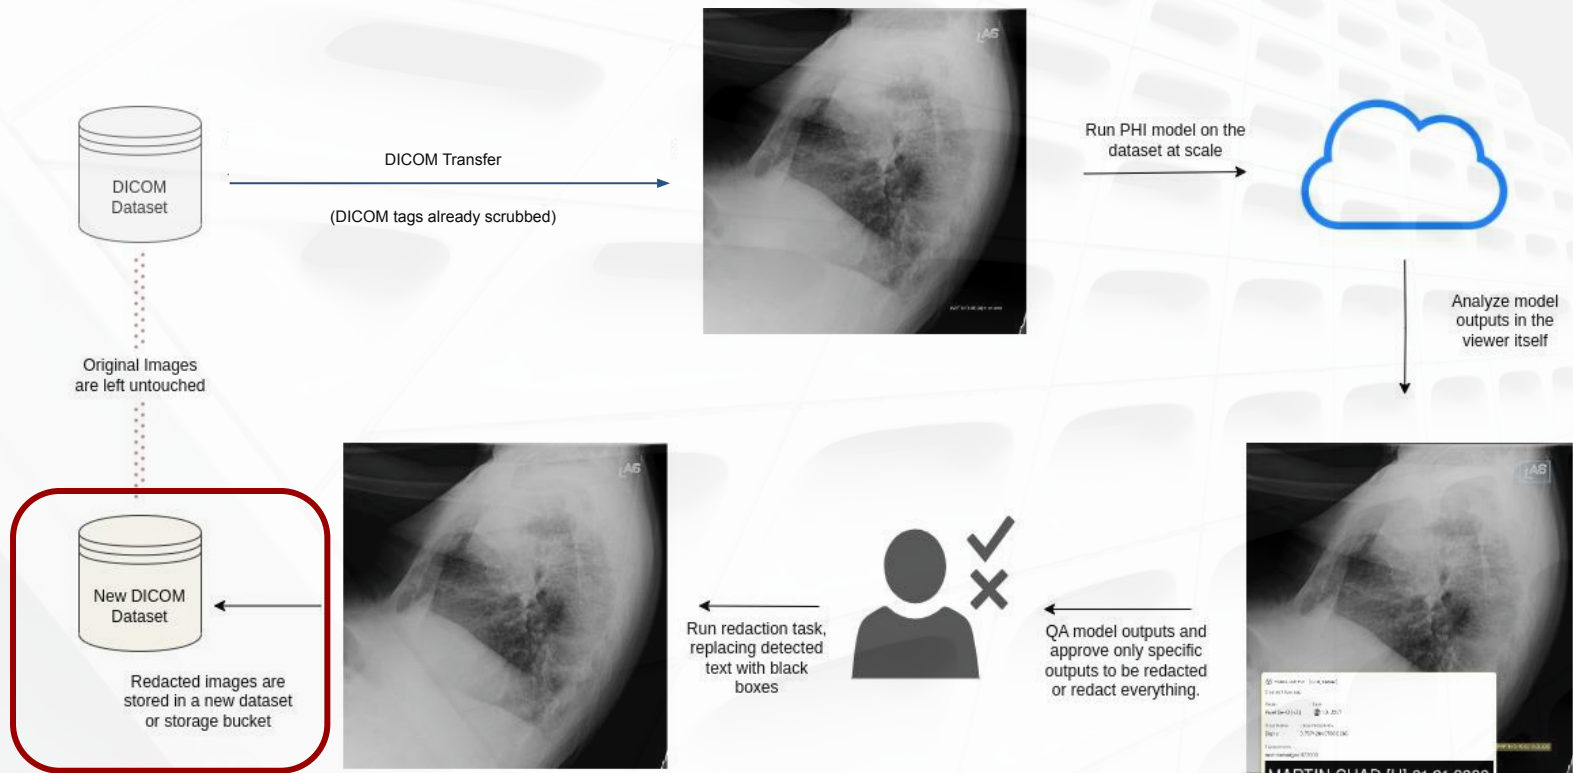 DICOM
Dataset
DICOM Transfer
(DICOM tags already scrubbed)
LAG
Run PHI model on the
dataset at scale
Analyze model
outputs in the
viewer itself
Original Images
are left untouched
New DICOM
Dataset
Redacted images are
stored in a new dataset
or storage bucket
LAG
Run redaction task,
replacing detected
text with black
boxes
QA model outputs and
approve only specific
outputs to be redacted
or redact everything.
LAG